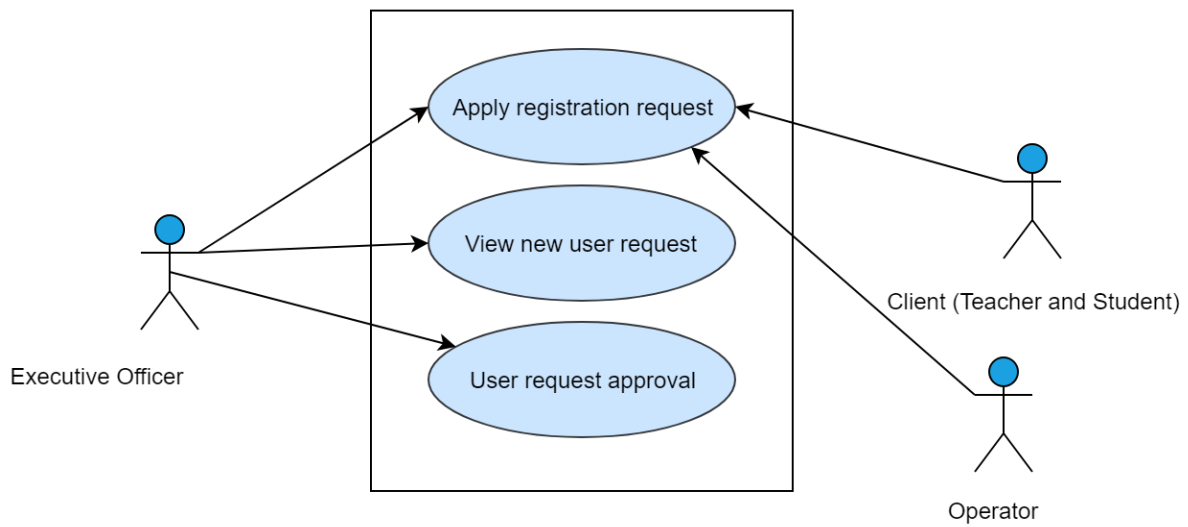 Apply registration request
View new user request
User request approval
Executive Officer
Client (Teacher and Student)
Operator